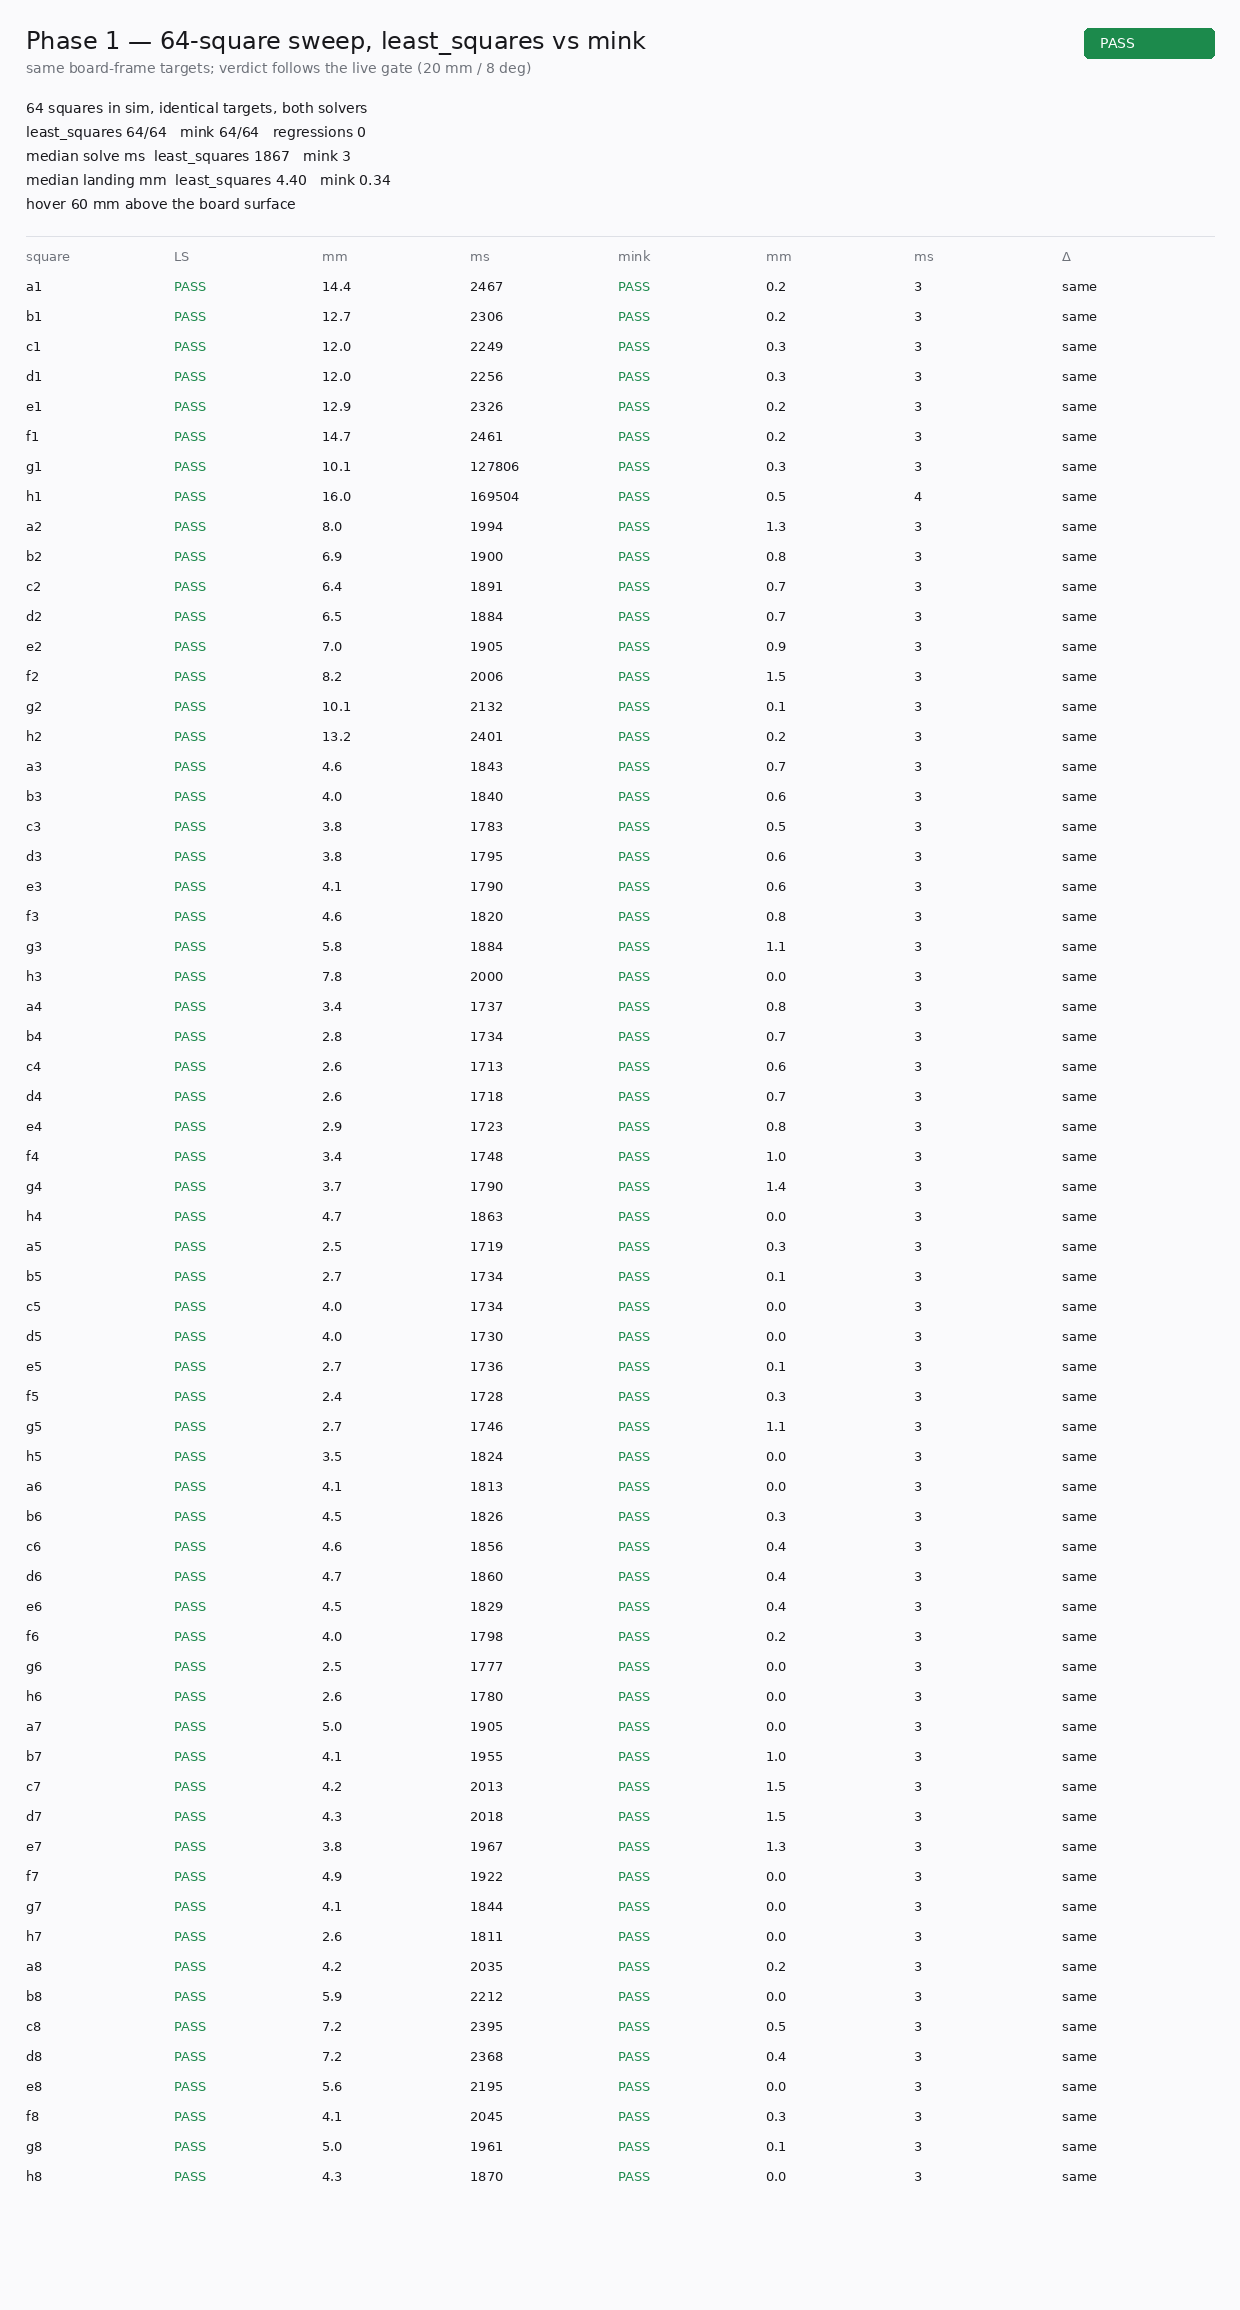 Phase 1 — 64-square sweep, least_squares vs mink
PASS
same board-frame targets; verdict follows the live gate (20 mm / 8 deg)
64 squares in sim, identical targets, both solvers
least_squares 64/64   mink 64/64   regressions 0
median solve ms  least_squares 1867   mink 3
median landing mm  least_squares 4.40   mink 0.34
hover 60 mm above the board surface
square LS mm ms mink mm ms Δ
a1 PASS 14.4 2467 PASS 0.2 3 same
b1 PASS 12.7 2306 PASS 0.2 3 same
c1 PASS 12.0 2249 PASS 0.3 3 same
d1 PASS 12.0 2256 PASS 0.3 3 same
e1 PASS 12.9 2326 PASS 0.2 3 same
f1 PASS 14.7 2461 PASS 0.2 3 same
g1 PASS 10.1 127806 PASS 0.3 3 same
h1 PASS 16.0 169504 PASS 0.5 4 same
a2 PASS 8.0 1994 PASS 1.3 3 same
b2 PASS 6.9 1900 PASS 0.8 3 same
c2 PASS 6.4 1891 PASS 0.7 3 same
d2 PASS 6.5 1884 PASS 0.7 3 same
e2 PASS 7.0 1905 PASS 0.9 3 same
f2 PASS 8.2 2006 PASS 1.5 3 same
g2 PASS 10.1 2132 PASS 0.1 3 same
h2 PASS 13.2 2401 PASS 0.2 3 same
a3 PASS 4.6 1843 PASS 0.7 3 same
b3 PASS 4.0 1840 PASS 0.6 3 same
c3 PASS 3.8 1783 PASS 0.5 3 same
d3 PASS 3.8 1795 PASS 0.6 3 same
e3 PASS 4.1 1790 PASS 0.6 3 same
f3 PASS 4.6 1820 PASS 0.8 3 same
g3 PASS 5.8 1884 PASS 1.1 3 same
h3 PASS 7.8 2000 PASS 0.0 3 same
a4 PASS 3.4 1737 PASS 0.8 3 same
b4 PASS 2.8 1734 PASS 0.7 3 same
c4 PASS 2.6 1713 PASS 0.6 3 same
d4 PASS 2.6 1718 PASS 0.7 3 same
e4 PASS 2.9 1723 PASS 0.8 3 same
f4 PASS 3.4 1748 PASS 1.0 3 same
g4 PASS 3.7 1790 PASS 1.4 3 same
h4 PASS 4.7 1863 PASS 0.0 3 same
a5 PASS 2.5 1719 PASS 0.3 3 same
b5 PASS 2.7 1734 PASS 0.1 3 same
c5 PASS 4.0 1734 PASS 0.0 3 same
d5 PASS 4.0 1730 PASS 0.0 3 same
e5 PASS 2.7 1736 PASS 0.1 3 same
f5 PASS 2.4 1728 PASS 0.3 3 same
g5 PASS 2.7 1746 PASS 1.1 3 same
h5 PASS 3.5 1824 PASS 0.0 3 same
a6 PASS 4.1 1813 PASS 0.0 3 same
b6 PASS 4.5 1826 PASS 0.3 3 same
c6 PASS 4.6 1856 PASS 0.4 3 same
d6 PASS 4.7 1860 PASS 0.4 3 same
e6 PASS 4.5 1829 PASS 0.4 3 same
f6 PASS 4.0 1798 PASS 0.2 3 same
g6 PASS 2.5 1777 PASS 0.0 3 same
h6 PASS 2.6 1780 PASS 0.0 3 same
a7 PASS 5.0 1905 PASS 0.0 3 same
b7 PASS 4.1 1955 PASS 1.0 3 same
c7 PASS 4.2 2013 PASS 1.5 3 same
d7 PASS 4.3 2018 PASS 1.5 3 same
e7 PASS 3.8 1967 PASS 1.3 3 same
f7 PASS 4.9 1922 PASS 0.0 3 same
g7 PASS 4.1 1844 PASS 0.0 3 same
h7 PASS 2.6 1811 PASS 0.0 3 same
a8 PASS 4.2 2035 PASS 0.2 3 same
b8 PASS 5.9 2212 PASS 0.0 3 same
c8 PASS 7.2 2395 PASS 0.5 3 same
d8 PASS 7.2 2368 PASS 0.4 3 same
e8 PASS 5.6 2195 PASS 0.0 3 same
f8 PASS 4.1 2045 PASS 0.3 3 same
g8 PASS 5.0 1961 PASS 0.1 3 same
h8 PASS 4.3 1870 PASS 0.0 3 same